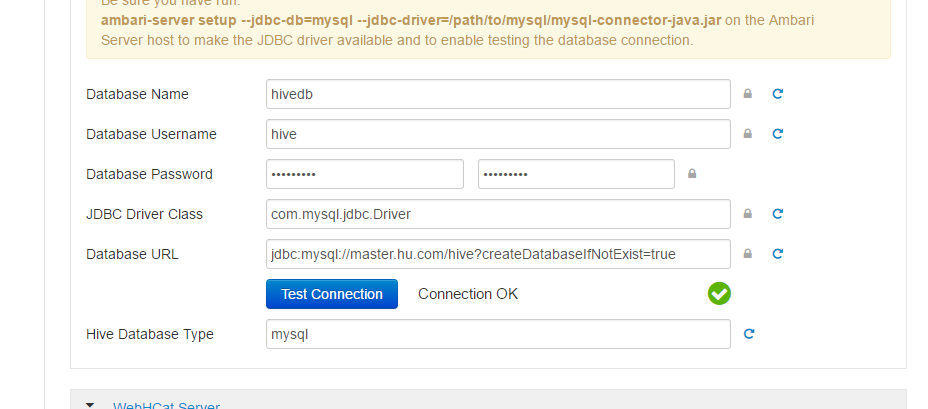 Be sure you have run:
ambari-server setup --jdbc-db=mysql --jdbc-driver=/path/to/mysql/mysql-connector-java.jar on the Ambari
Server host to make the JDBC driver available and to enable testing the database connection.
Database Name hivedb
Database Username hive
Database Password ••••••••• •••••••••
JDBC Driver Class com.mysql.jdbc.Driver
Database URL jdbc:mysql://master.hu.com/hive?createDatabaseIfNotExist=true
Test Connection Connection OK
Hive Database Type mysql
WebHCat Server